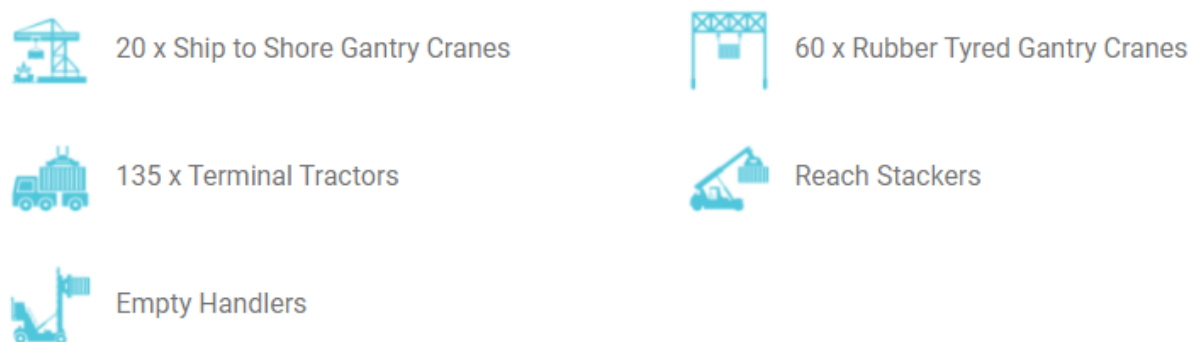 20 x Ship to Shore Gantry Cranes
60 x Rubber Tyred Gantry Cranes
135 x Terminal Tractors
Reach Stackers
Empty Handlers